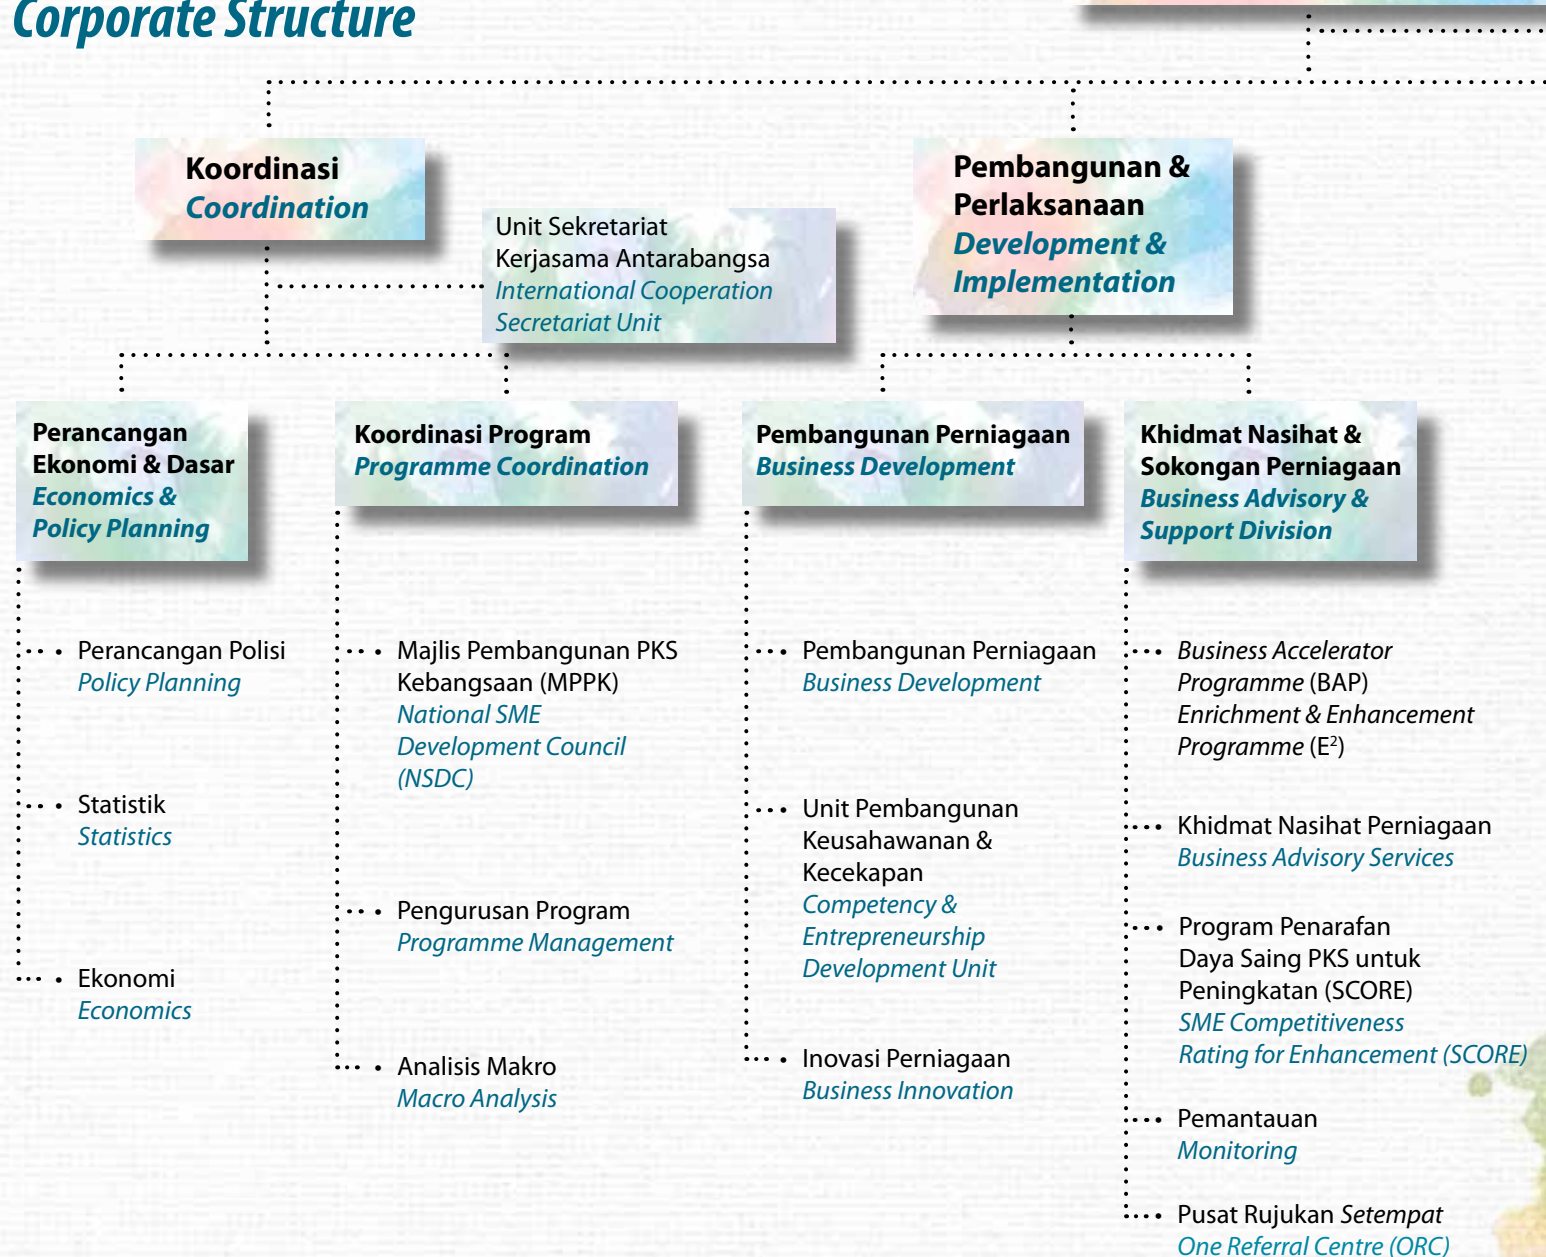 Corporate Structure
Koordinasi
Coordination
Unit Sekretariat
Kerjasama Antarabangsa
International Cooperation
Secretariat Unit
Pembangunan &
Perlaksanaan
Development &
Implementation
Perancangan
Ekonomi & Dasar
Economics &
Policy Planning
• Perancangan Polisi
Policy Planning
• Statistik
Statistics
• Ekonomi
Economics
Koordinasi Program
Programme Coordination
• Majlis Pembangunan PKS
Kebangsaan (MPPK)
National SME
Development Council
(NSDC)
• Pengurusan Program
Programme Management
• Analisis Makro
Macro Analysis
Pembangunan Perniagaan
Business Development
• Pembangunan Perniagaan
Business Development
• Unit Pembangunan
Keusahawanan &
Kecekapan
Competency &
Entrepreneurship
Development Unit
• Inovasi Perniagaan
Business Innovation
Khidmat Nasihat &
Sokongan Perniagaan
Business Advisory &
Support Division
• Business Accelerator
Programme (BAP)
Enrichment & Enhancement
Programme (E²)
• Khidmat Nasihat Perniagaan
Business Advisory Services
• Program Penarafan
Daya Saing PKS untuk
Peningkatan (SCORE)
SME Competitiveness
Rating for Enhancement (SCORE)
• Pemantauan
Monitoring
• Pusat Rujukan Setempat
One Referral Centre (ORC)